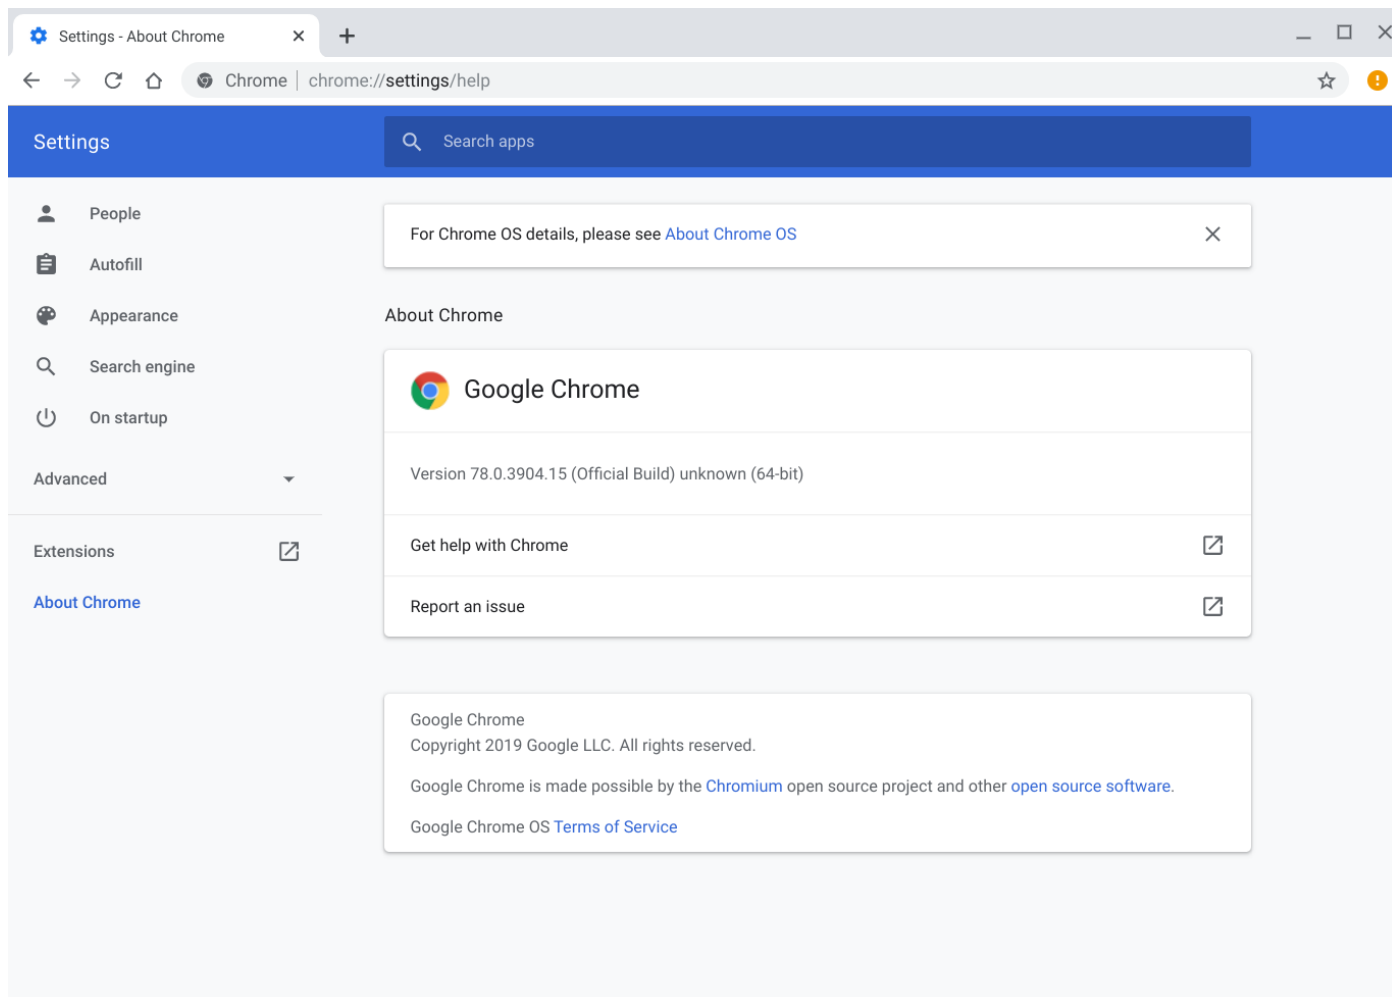 Settings - About Chrome
Chrome | chrome://settings/help
Settings
Search apps
People
Autofill
Appearance
Search engine
On startup
Advanced
Extensions
About Chrome
For Chrome OS details, please see About Chrome OS
About Chrome
Google Chrome
Version 78.0.3904.15 (Official Build) unknown (64-bit)
Get help with Chrome
Report an issue
Google Chrome
Copyright 2019 Google LLC. All rights reserved.
Google Chrome is made possible by the Chromium open source project and other open source software.
Google Chrome OS Terms of Service